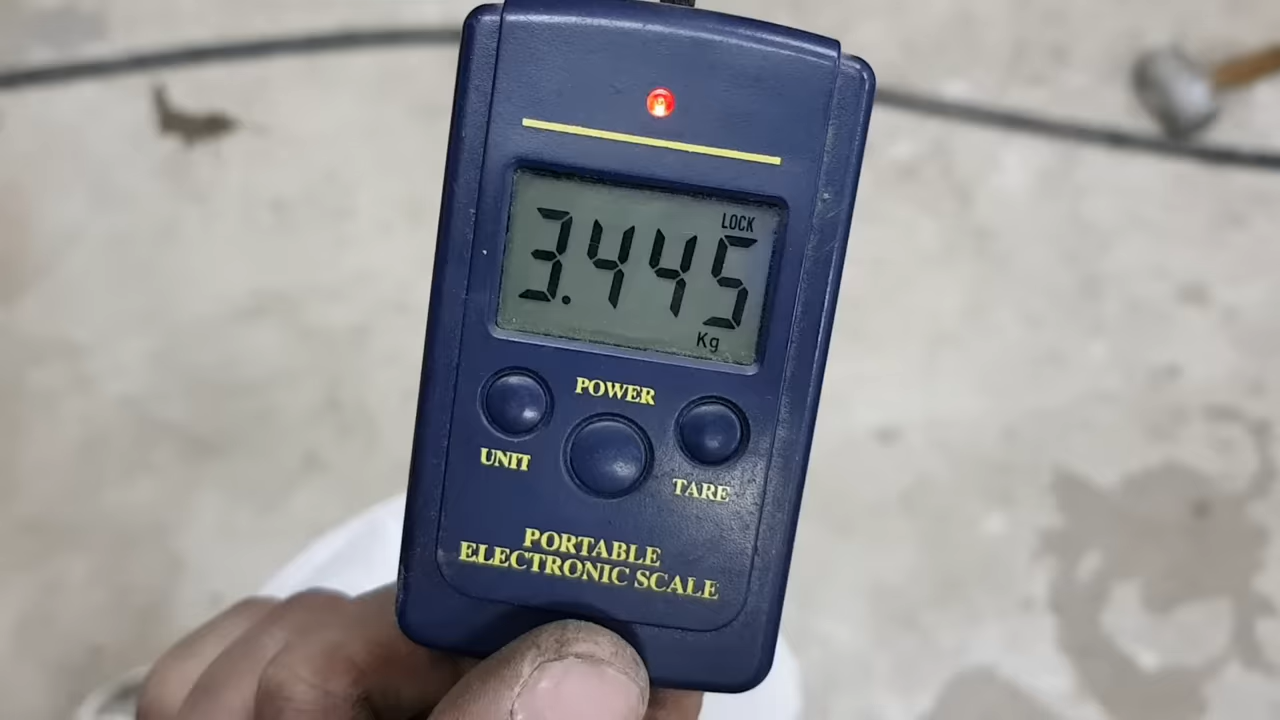 LOCK
3.445
Kg
POWER
UNIT
TARE
PORTABLE
ELECTRONIC SCALE